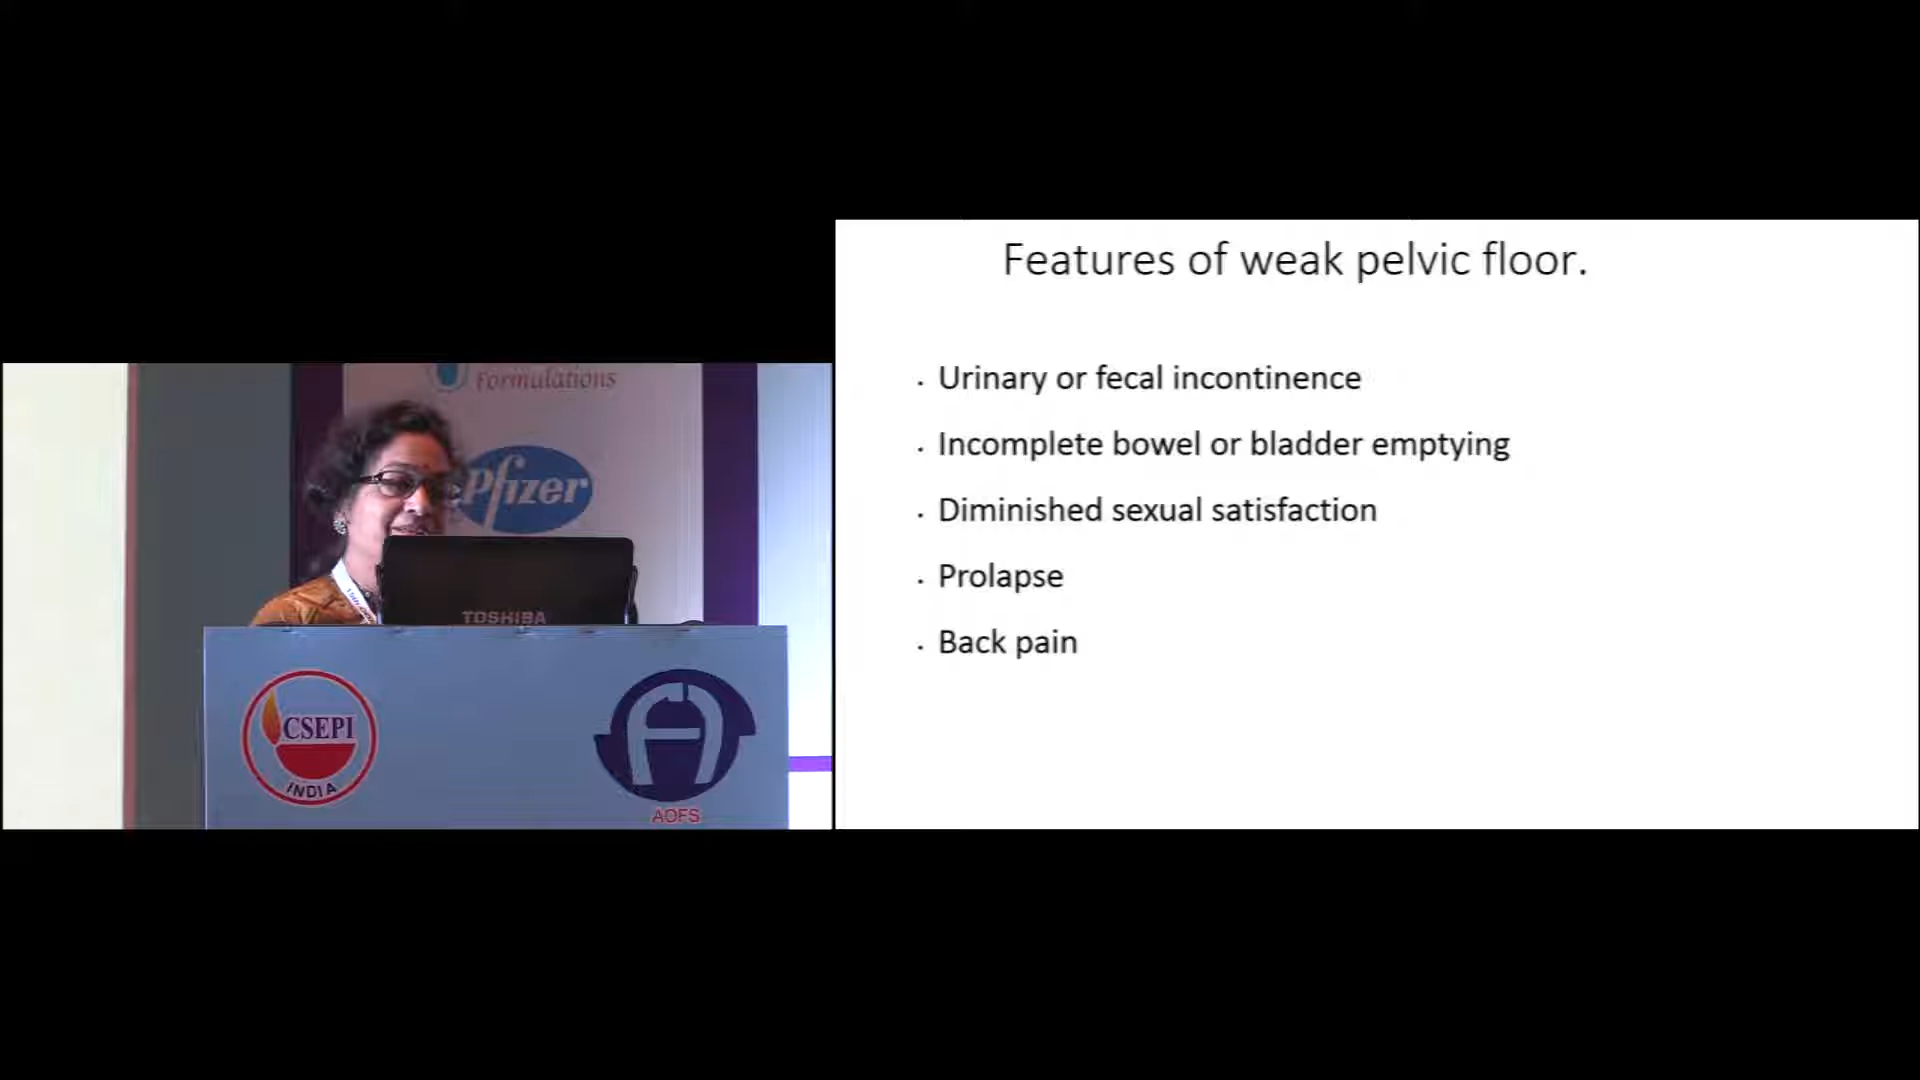 Formulations
Pfizer
TOSHIBA
CSEPI
INDIA
AOFS
Features of weak pelvic floor.
. Urinary or fecal incontinence
. Incomplete bowel or bladder emptying
. Diminished sexual satisfaction
. Prolapse
. Back pain